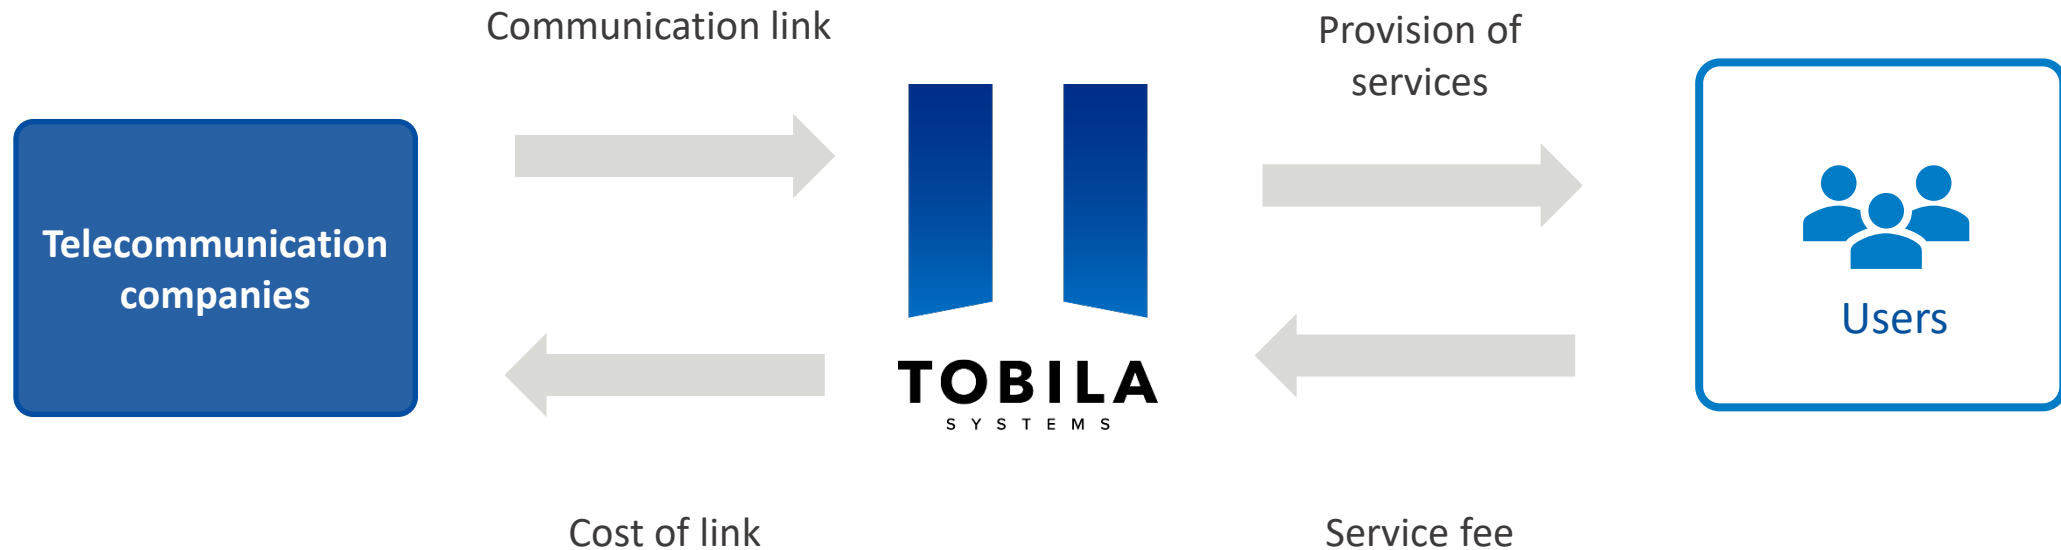 Communication link
Provision of
services
Telecommunication
companies
TOBILA
SYSTEMS
Users
Cost of link
Service fee